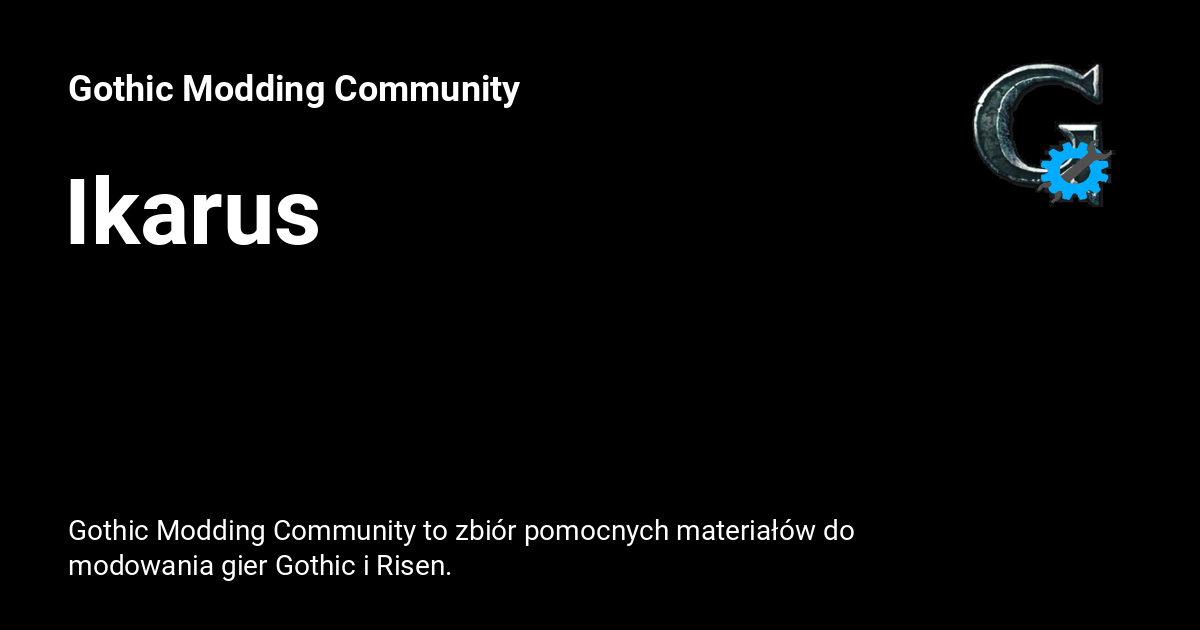 Gothic Modding Community
Ikarus
Gothic Modding Community to zbiór pomocnych materiałów do
modowania gier Gothic i Risen.